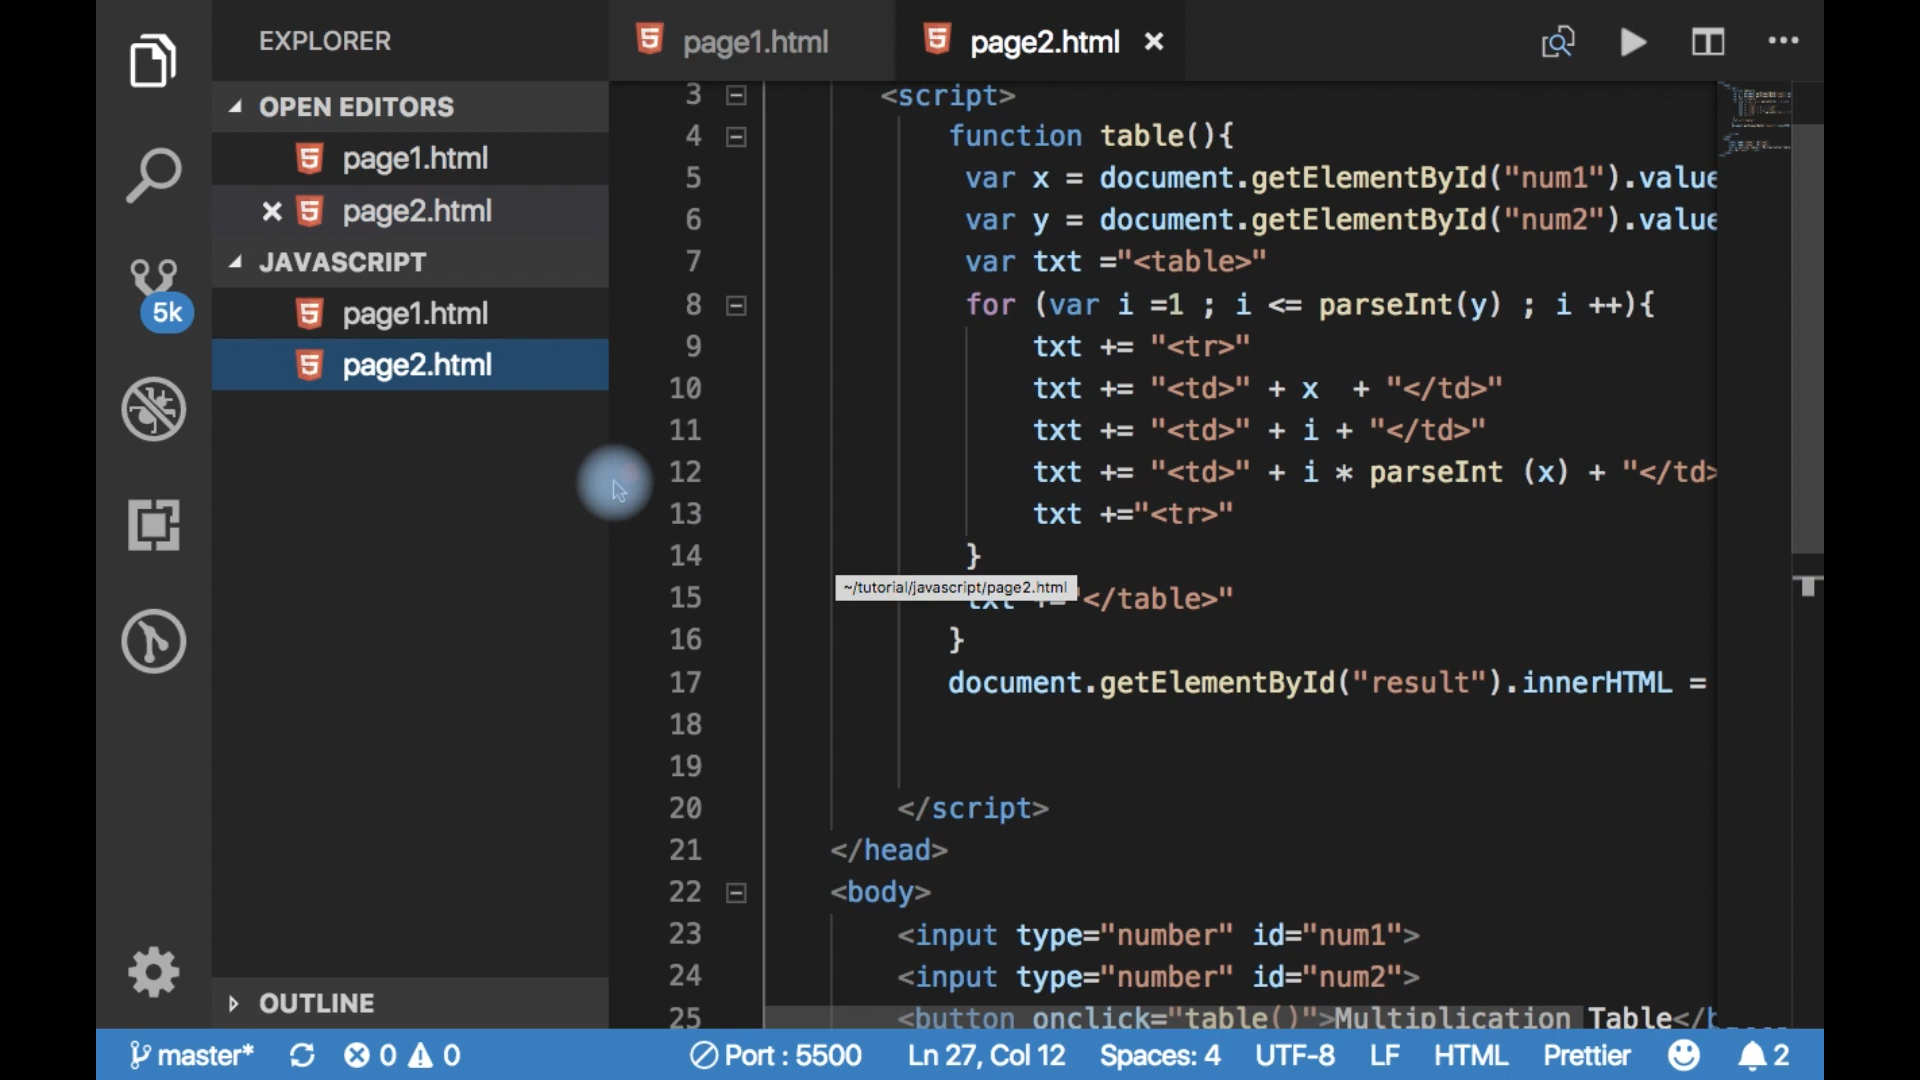 EXPLORER
OPEN EDITORS
page1.html
page2.html
JAVASCRIPT
page1.html
page2.html
5k
OUTLINE
page1.html
page2.html
3 <script>
4 function table(){
5 var x = document.getElementById("num1").value
6 var y = document.getElementById("num2").value
7 var txt ="<table>"
8 for (var i =1 ; i <= parseInt(y) ; i ++){
9 txt += "<tr>"
10 txt += "<td>" + x  + "</td>"
11 txt += "<td>" + i + "</td>"
12 txt += "<td>" + i * parseInt (x) + "</td>
13 txt +="<tr>"
14 }
~/tutorial/javascript/page2.html
15 txt +="</table>"
16 }
17 document.getElementById("result").innerHTML =
18
19
20 </script>
21 </head>
22 <body>
23 <input type="number" id="num1">
24 <input type="number" id="num2">
25 <button onclick="table()">Multiplication Table</b
master* 0 0 Port : 5500 Ln 27, Col 12 Spaces: 4 UTF-8 LF HTML Prettier 2